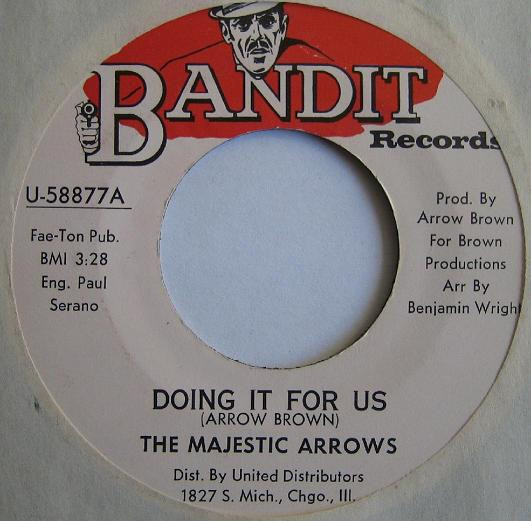 BANDIT
Records
U-58877A
Fae-Ton Pub.
BMI 3:28
Eng. Paul
Serano
Prod. By
Arrow Brown
For Brown
Productions
Arr By
Benjamin Wright
DOING IT FOR US
(ARROW BROWN)
THE MAJESTIC ARROWS
Dist. By United Distributors
1827 S. Mich., Chgo., Ill.